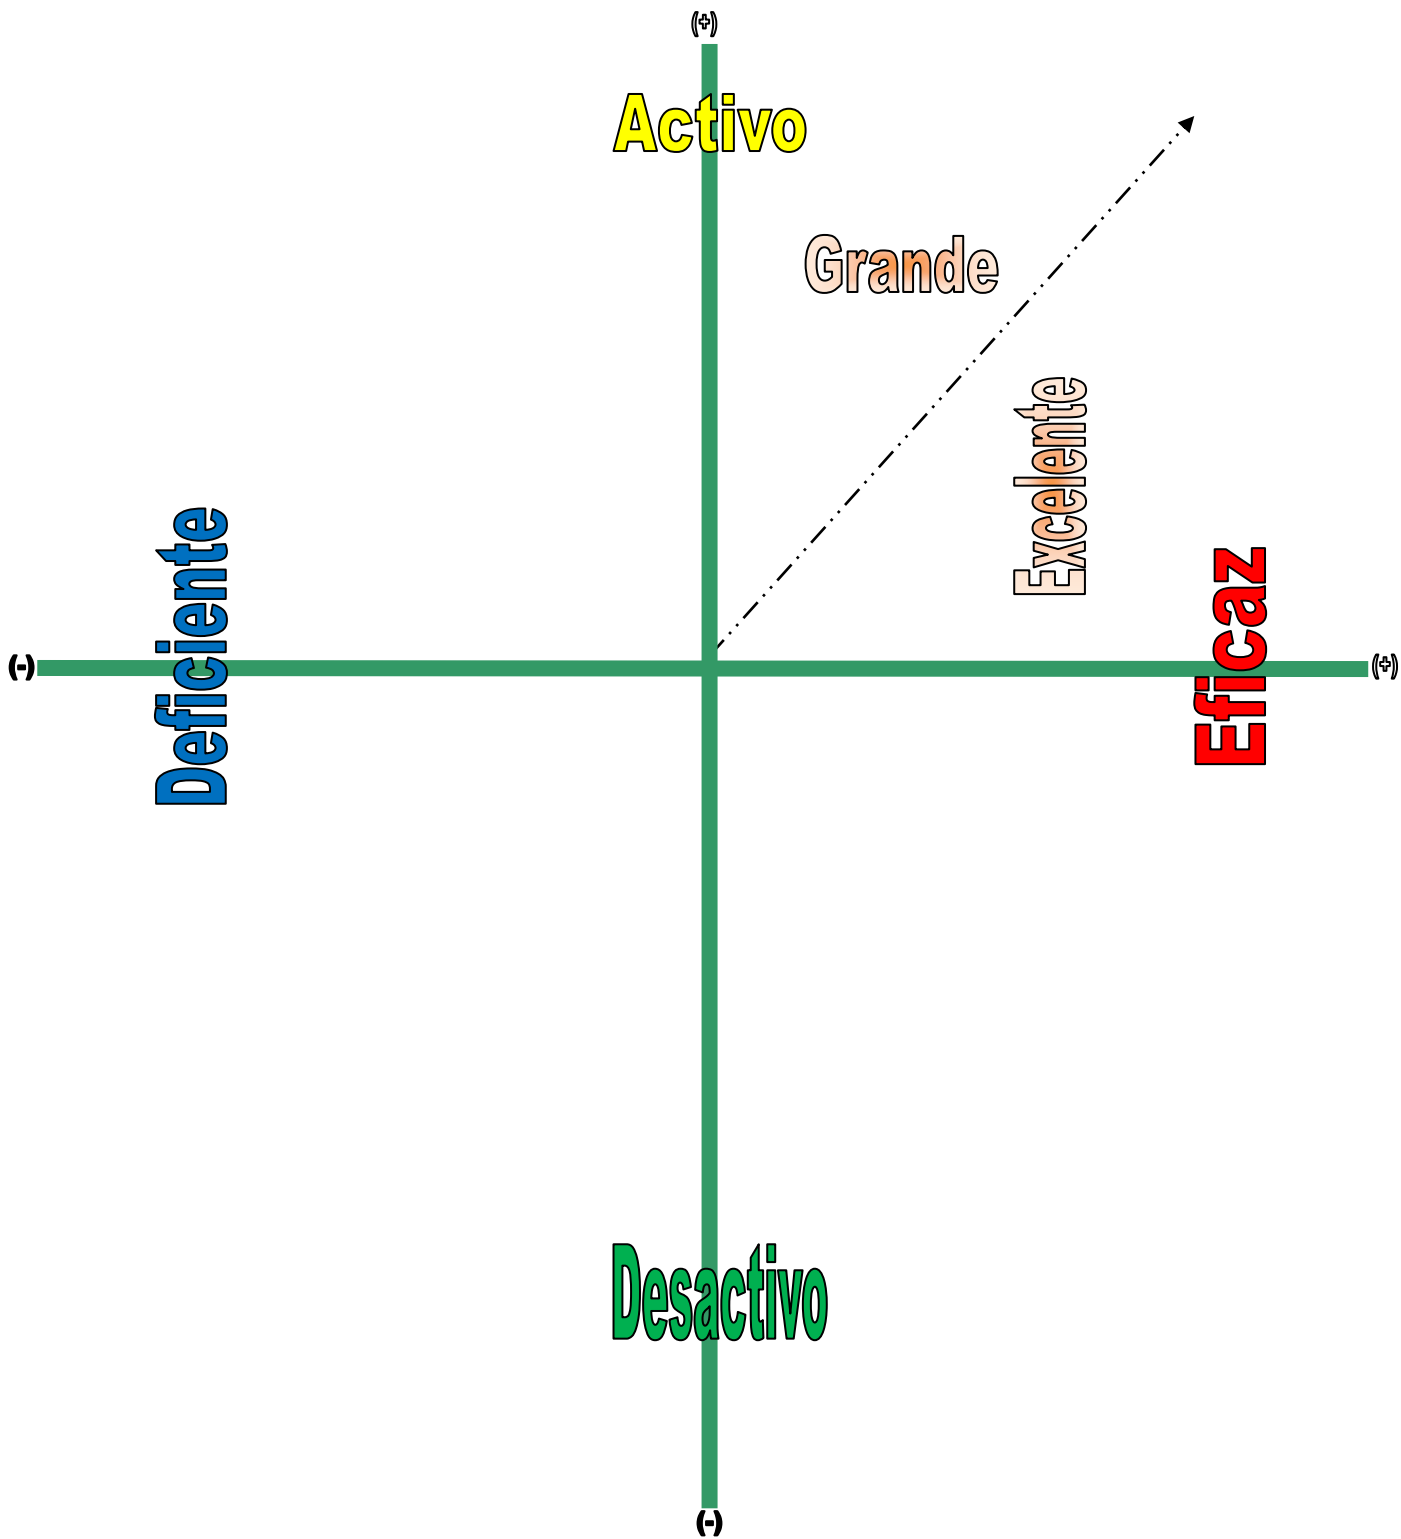 (+)
Activo
Grande
Excelente
Deficiente
Eficaz
(-)
(+)
Desactivo
(-)